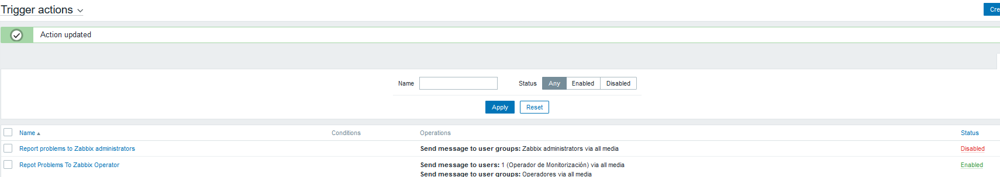 Trigger actions
Cre
Action updated
Name Status Any Enabled Disabled
Apply Reset
Name Conditions Operations Status
Report problems to Zabbix administrators Send message to user groups: Zabbix administrators via all media Disabled
Repot Problems To Zabbix Operator Send message to users: 1 (Operador de Monitorización) via all media Enabled
Send message to user groups: Operadores via all media